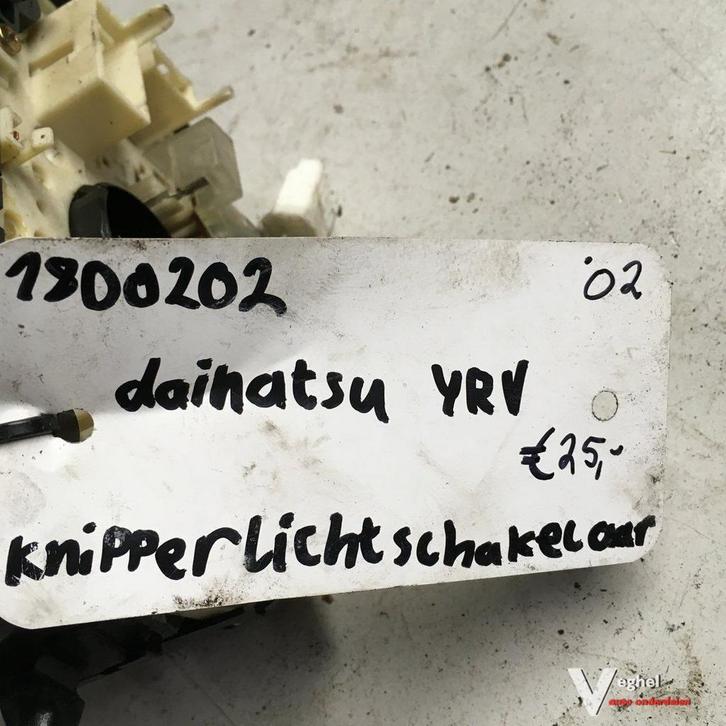 1800202 '02
daihatsu YRV
€25,-
knipperlichtschakelaar
Veghel
auto onderdelen